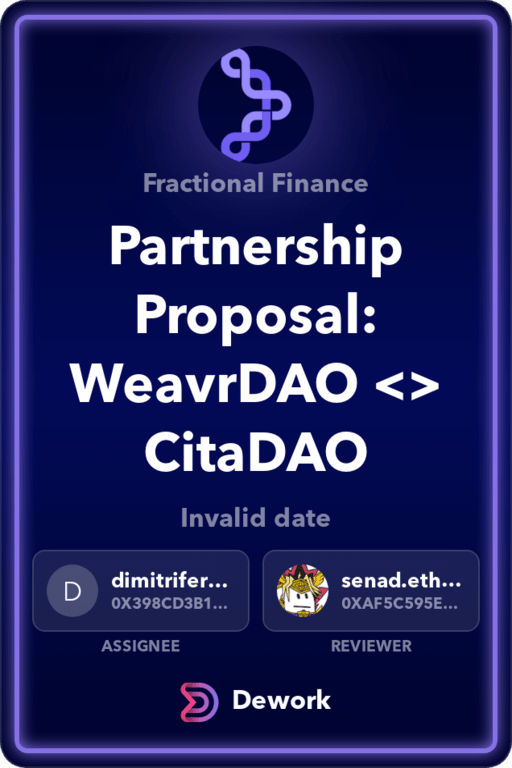 Fractional Finance
Partnership
Proposal:
WeavrDAO <>
CitaDAO
Invalid date
D
dimitrifer...
0X398CD3B1...
senad.eth...
0XAF5C595E...
ASSIGNEE
REVIEWER
Dework